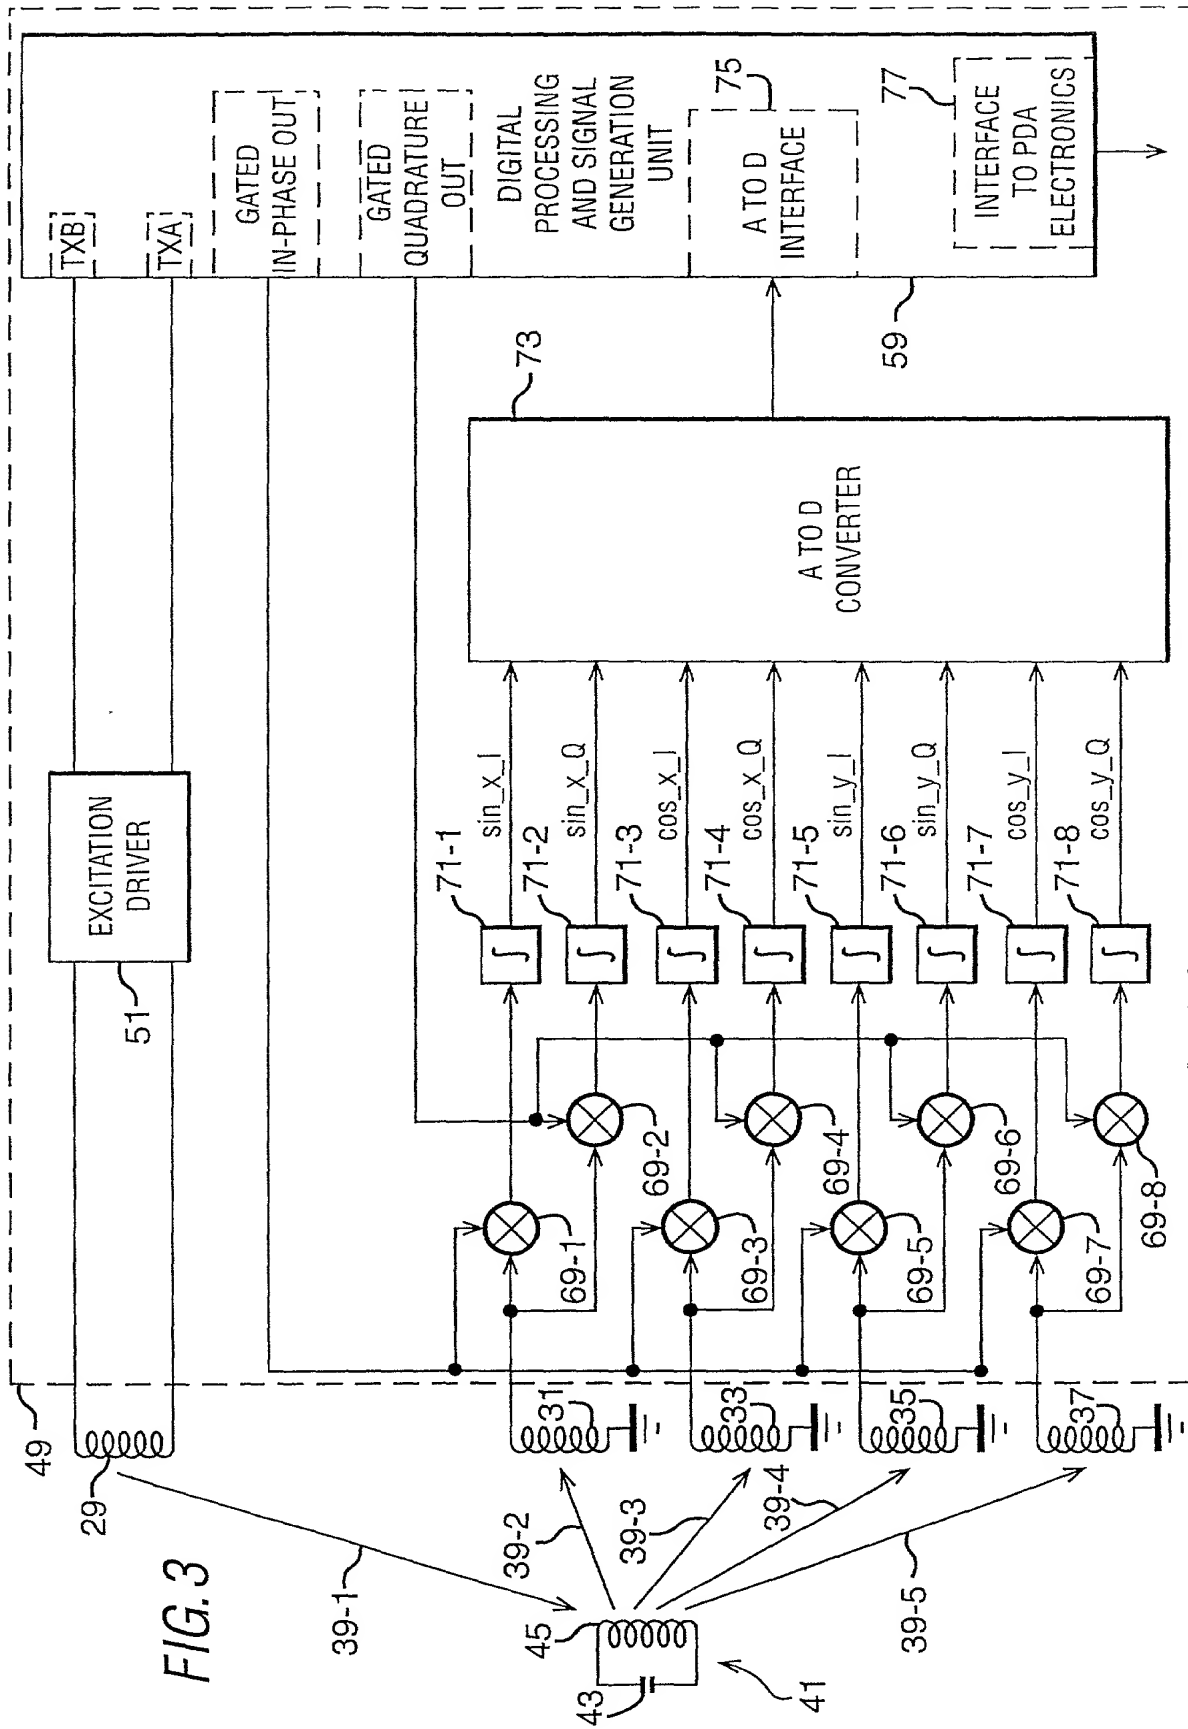 FIG. 3
49
29
39-1
51
EXCITATION
DRIVER
TXB
TXA
GATED
IN-PHASE OUT
GATED
QUADRATURE
OUT
DIGITAL
PROCESSING
AND SIGNAL
GENERATION
UNIT
75
A TO D
INTERFACE
77
INTERFACE
TO PDA
ELECTRONICS
59
73
A TO D
CONVERTER
45
43
41
39-2
39-3
39-4
39-5
31
33
35
37
69-1
69-2
69-3
69-4
69-5
69-6
69-7
69-8
71-1
∫
sin_x_I
71-2
∫
sin_x_Q
71-3
∫
cos_x_I
71-4
∫
cos_x_Q
71-5
∫
sin_y_I
71-6
∫
sin_y_Q
71-7
∫
cos_y_I
71-8
∫
cos_y_Q